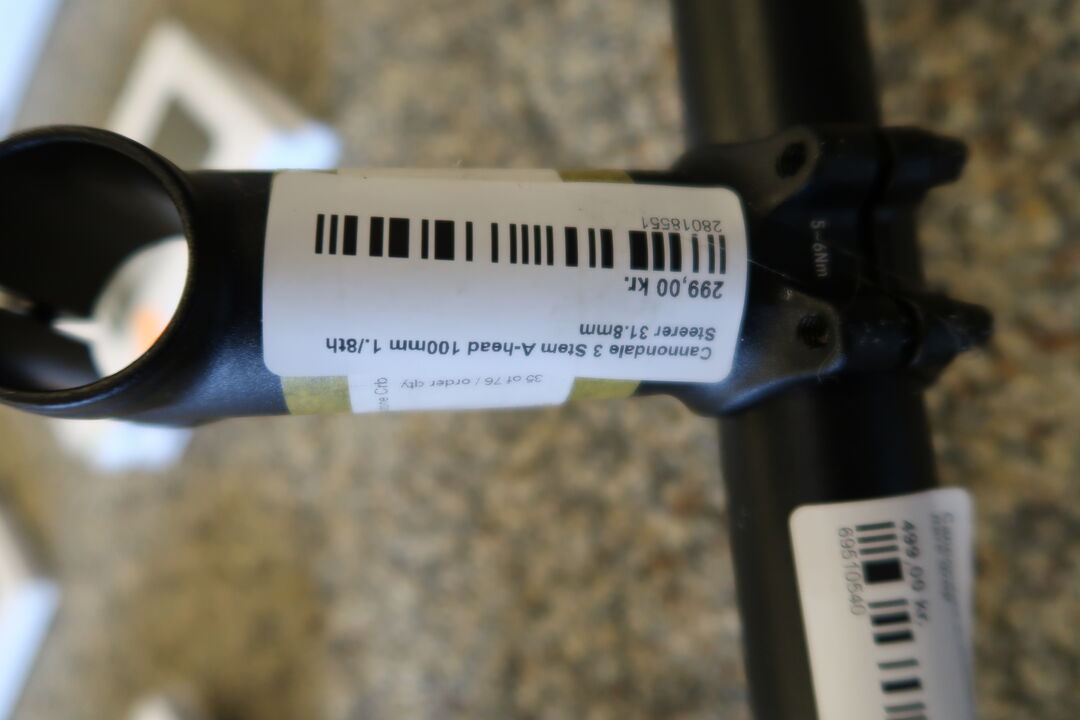 Cannondale 3 Stem A-head 100mm 1./8th
Steerer 31.8mm
299,00 kr.
28018551
35 of 76 / order qty
Crb
5-6Nm
499,00 kr.
69510540